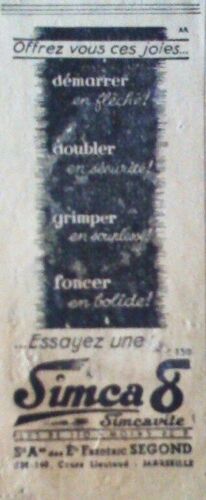 Offrez vous ces joies...
démarrer
en flèche!
doubler
en sécurité!
grimper
en souplesse!
foncer
en bolide!
...Essayez une
Simca 8
Simcavite
Sté Ame des Éts Frédéric SEGOND
Cours Lieutaud - MARSEILLE